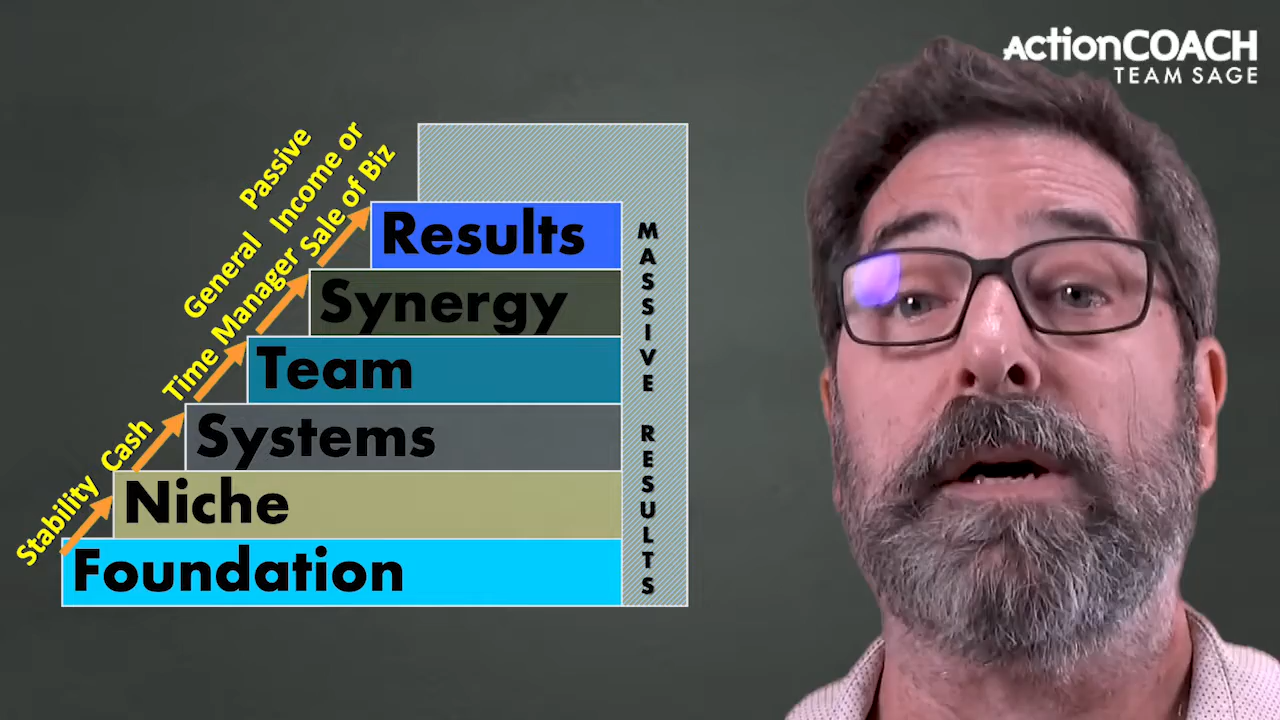 ACtionCOACH
TEAM SAGE
Passive
Income or
Sale of Biz
General
Manager
Time
Cash
Stability
Results
Synergy
Team
Systems
Niche
Foundation
MASSIVE RESULTS